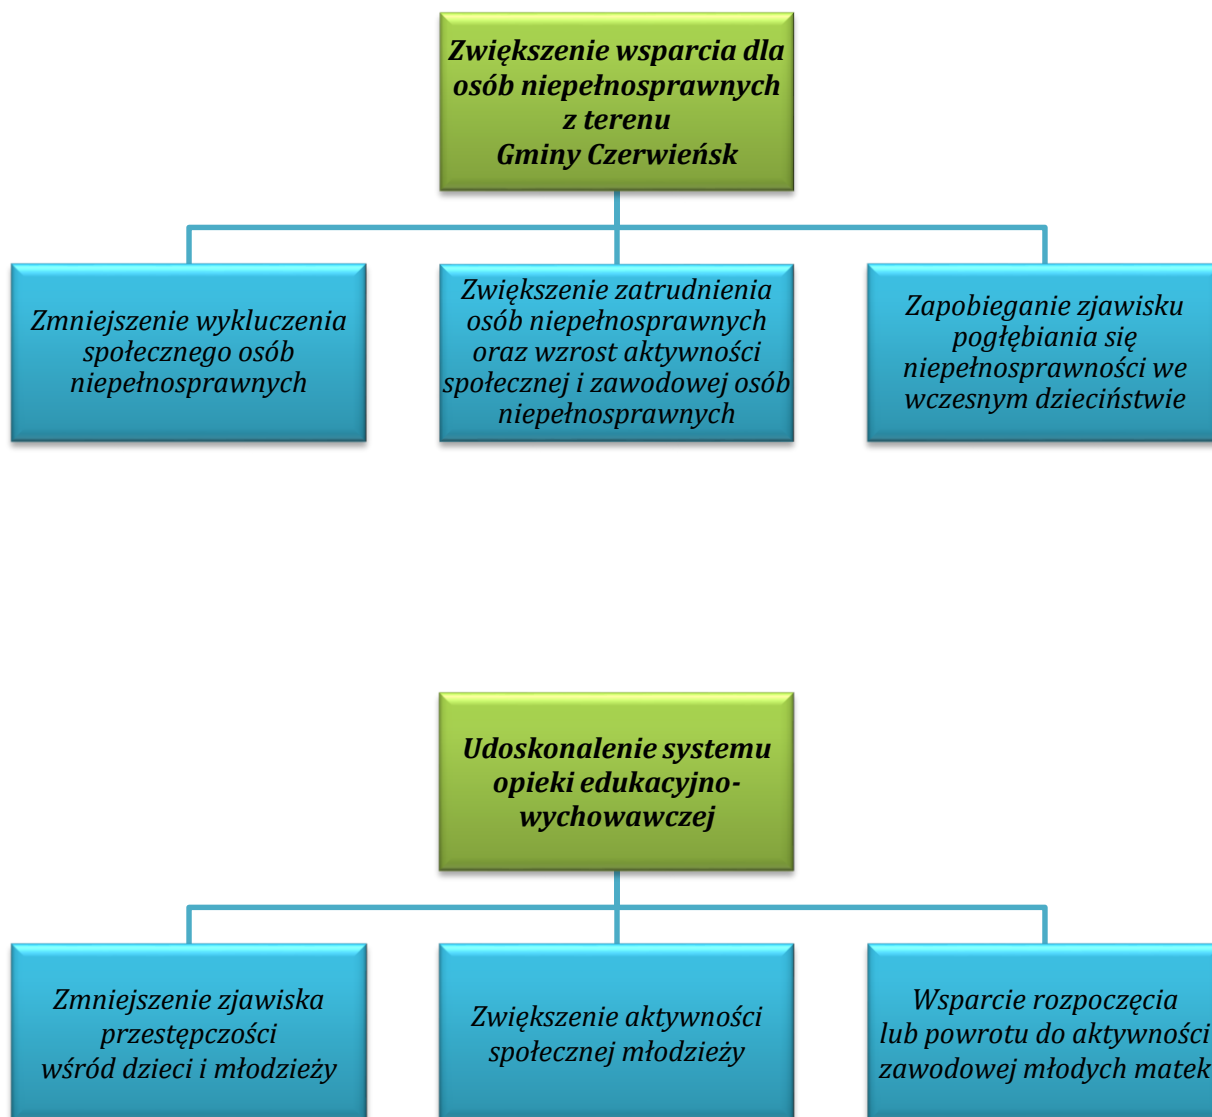 Zwiększenie wsparcia dla
osób niepełnosprawnych
z terenu
Gminy Czerwieńsk
Zmniejszenie wykluczenia
społecznego osób
niepełnosprawnych
Zwiększenie zatrudnienia
osób niepełnosprawnych
oraz wzrost aktywności
społecznej i zawodowej osób
niepełnosprawnych
Zapobieganie zjawisku
pogłębiania się
niepełnosprawności we
wczesnym dzieciństwie
Udoskonalenie systemu
opieki edukacyjno-
wychowawczej
Zmniejszenie zjawiska
przestępczości
wśród dzieci i młodzieży
Zwiększenie aktywności
społecznej młodzieży
Wsparcie rozpoczęcia
lub powrotu do aktywności
zawodowej młodych matek